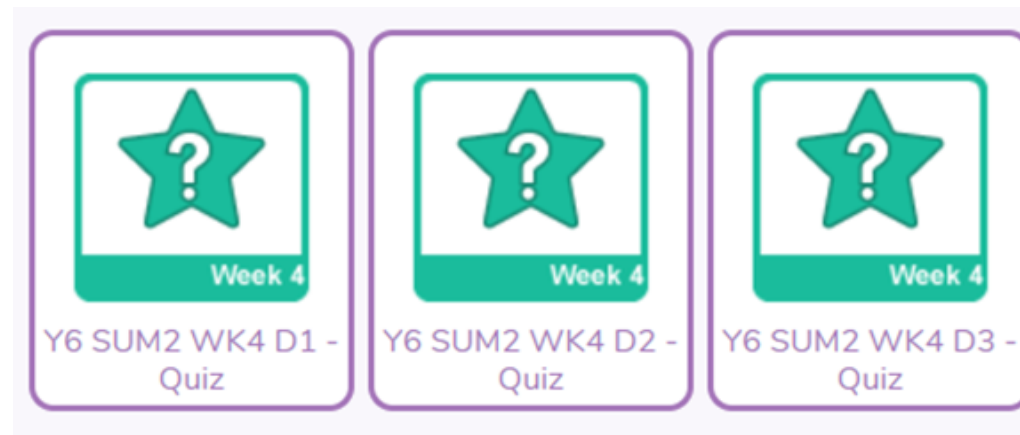 ?
Week 4
Y6 SUM2 WK4 D1 -
Quiz
?
Week 4
Y6 SUM2 WK4 D2 -
Quiz
?
Week 4
Y6 SUM2 WK4 D3 -
Quiz